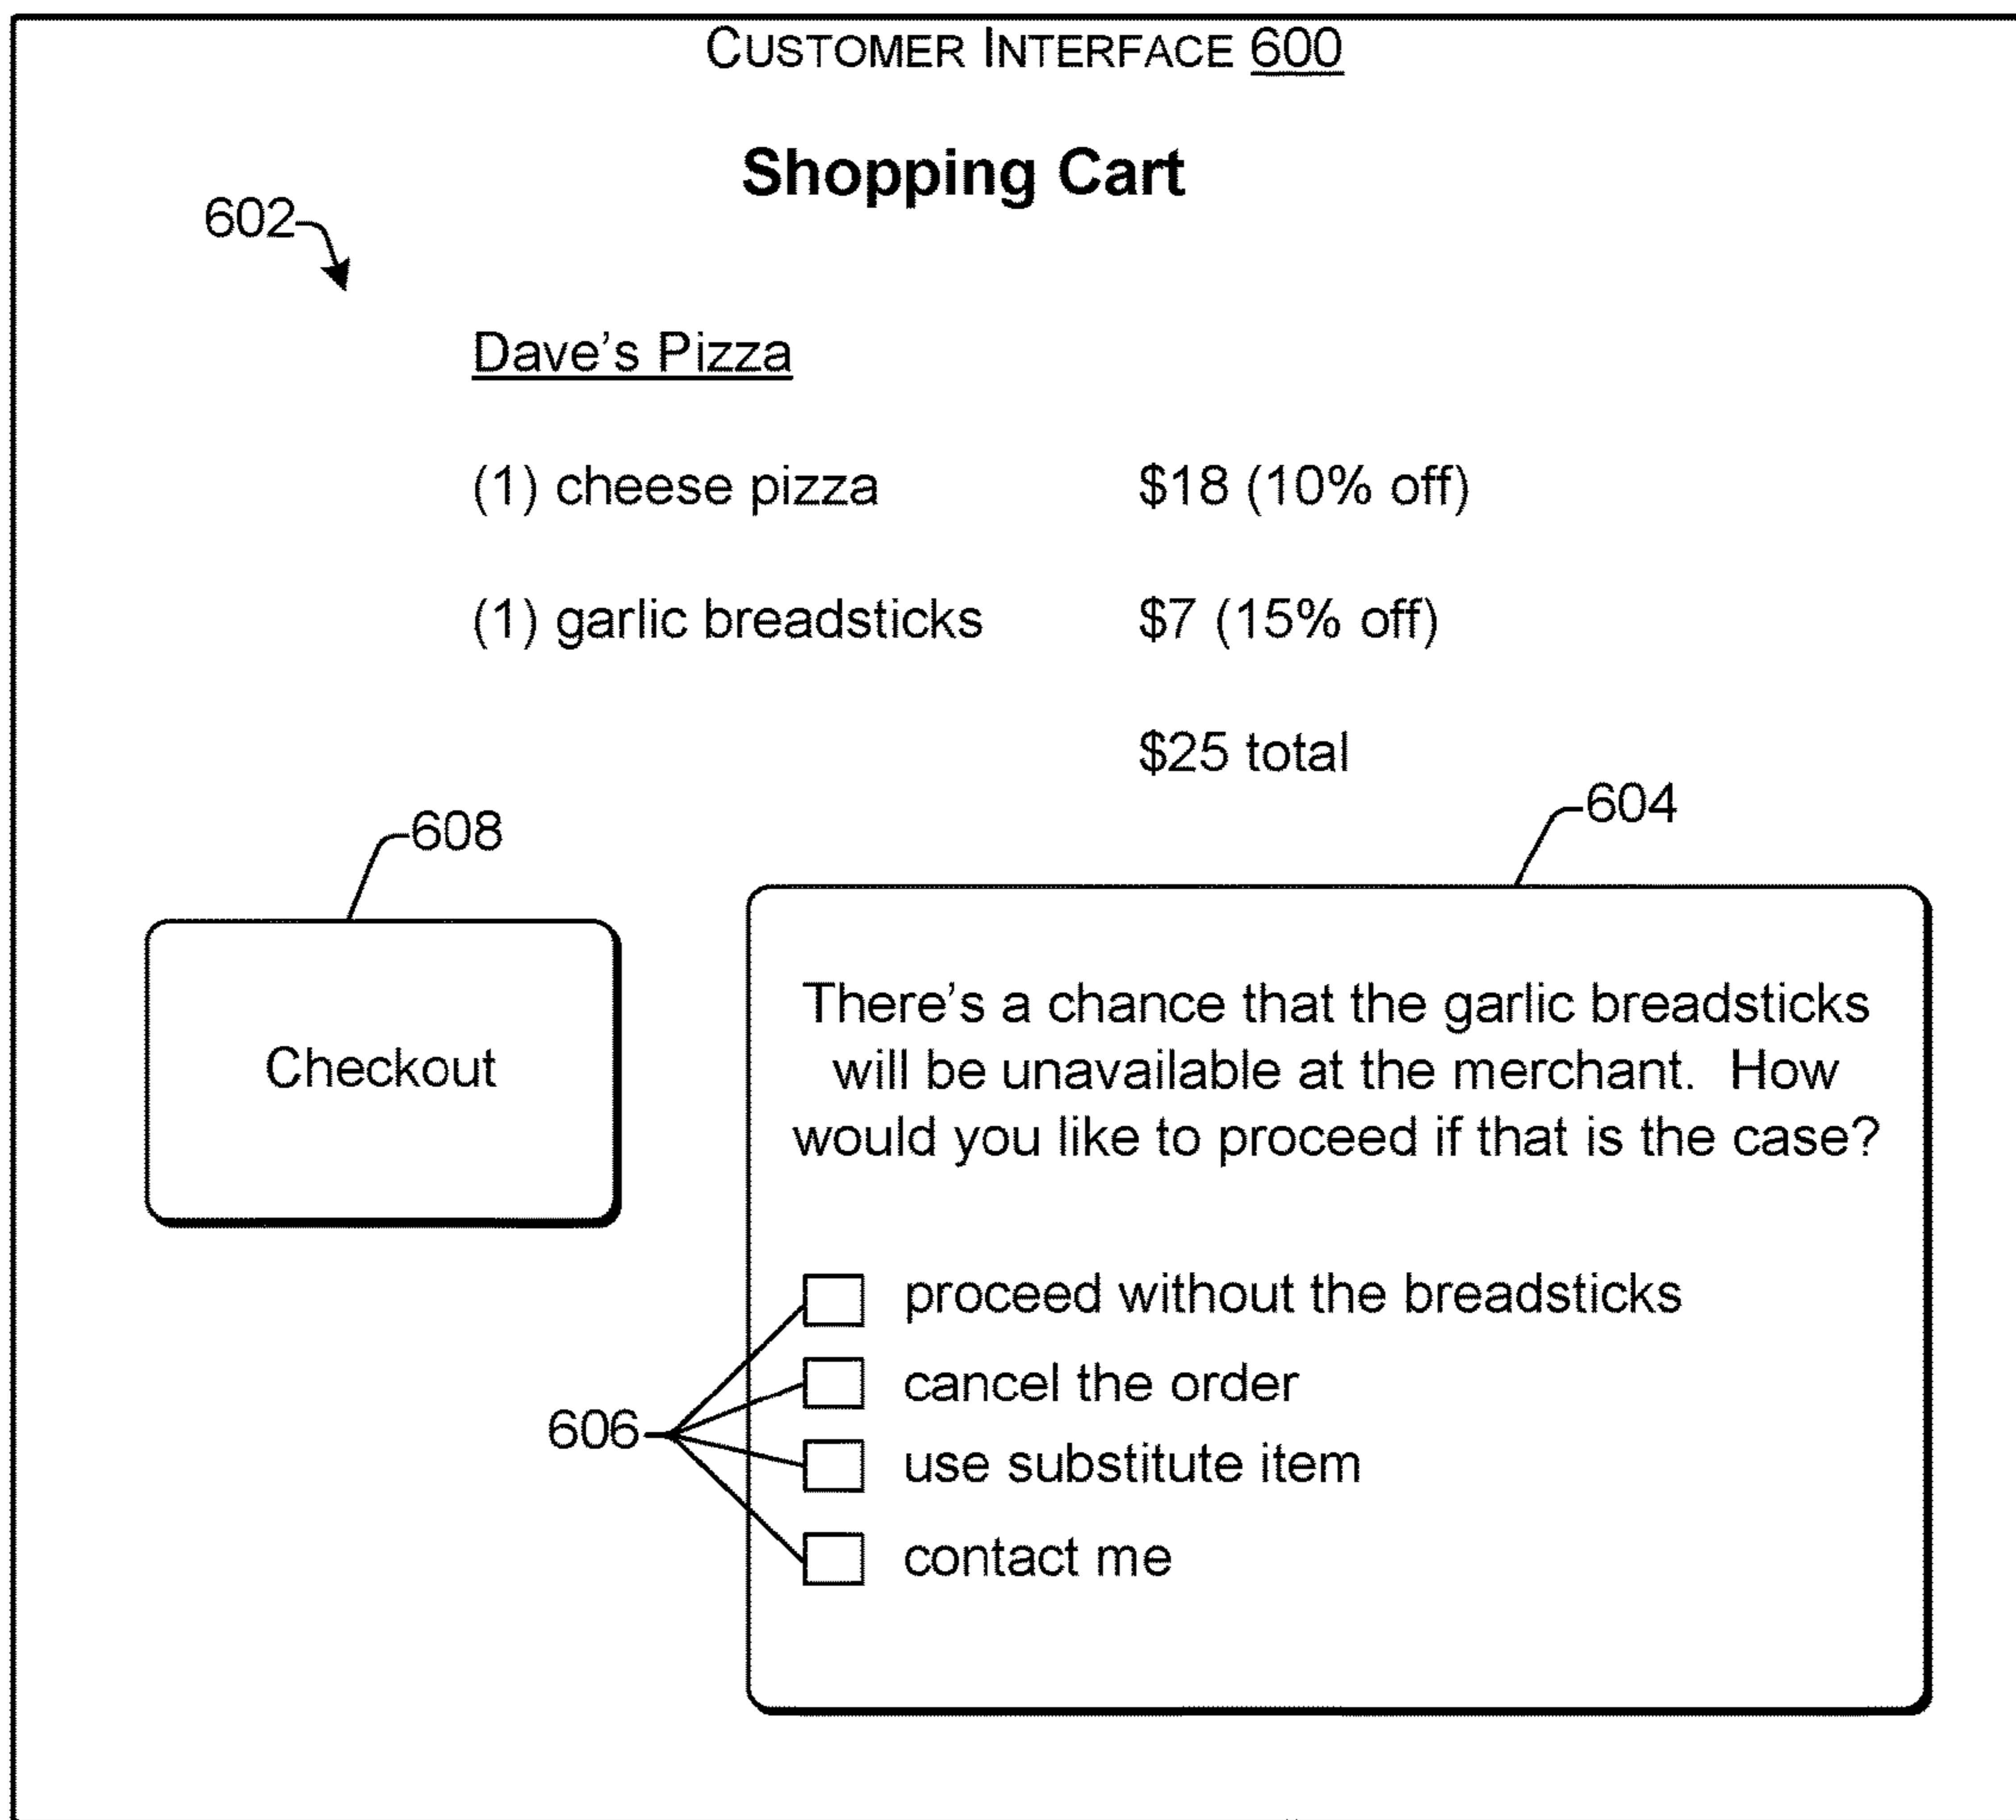 CUSTOMER INTERFACE 600
Shopping Cart
602
Dave's Pizza
(1) cheese pizza $18 (10% off)
(1) garlic breadsticks $7 (15% off)
$25 total
604
608
Checkout
There's a chance that the garlic breadsticks
will be unavailable at the merchant. How
would you like to proceed if that is the case?
proceed without the breadsticks
cancel the order
606
use substitute item
contact me